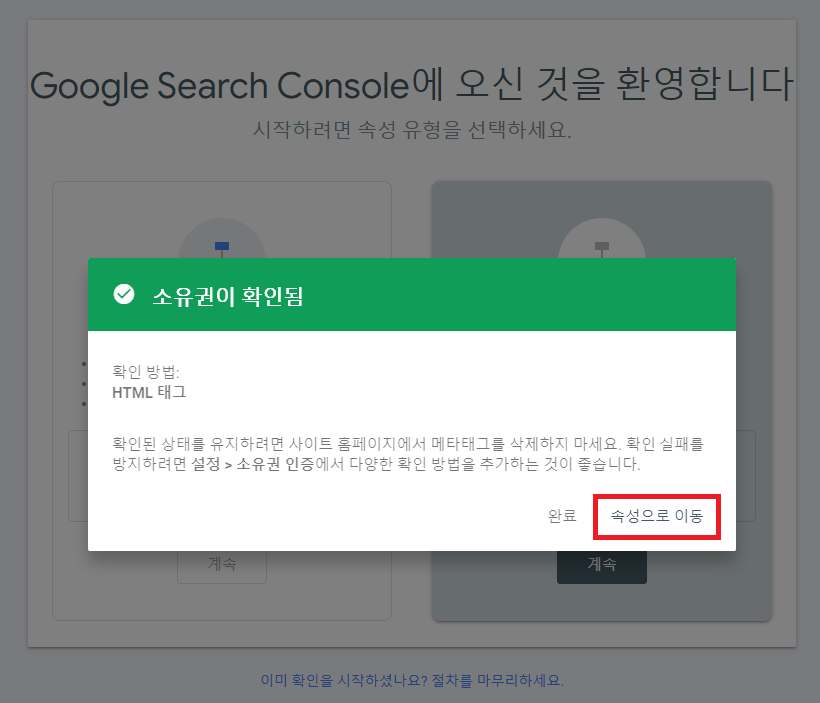 Google Search Console에 오신 것을 환영합니다
시작하려면 속성 유형을 선택하세요.
소유권이 확인됨
확인 방법:
HTML 태그
확인된 상태를 유지하려면 사이트 홈페이지에서 메타태그를 삭제하지 마세요. 확인 실패를
방지하려면 설정 > 소유권 인증에서 다양한 확인 방법을 추가하는 것이 좋습니다.
완료
속성으로 이동
계속
계속
이미 확인을 시작하셨나요? 절차를 마무리하세요.